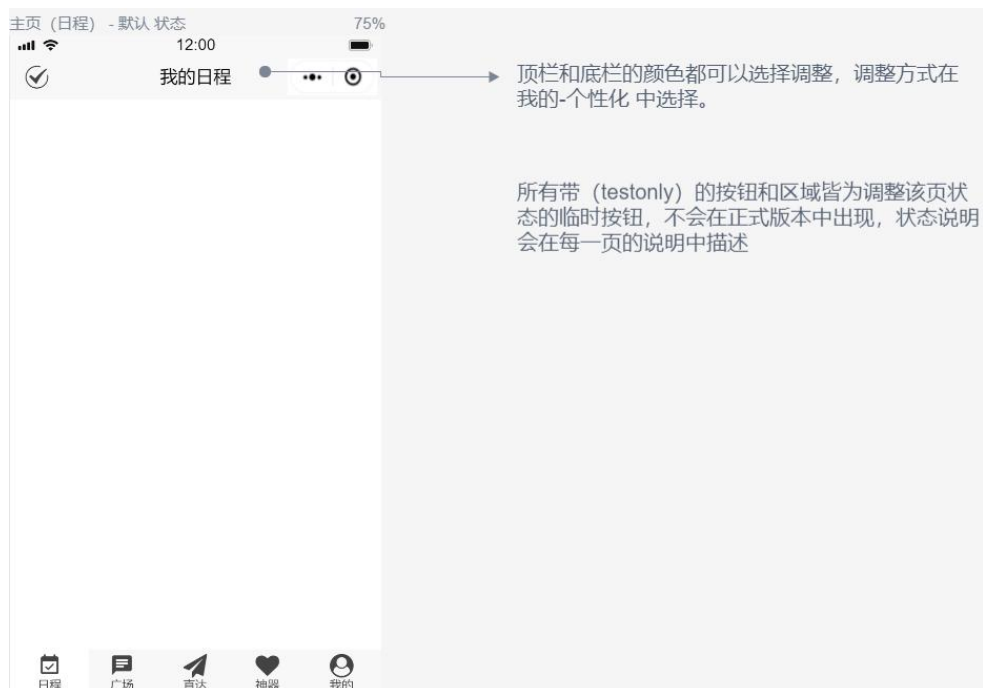 主页（日程） - 默认 状态
75%
12:00
我的日程
顶栏和底栏的颜色都可以选择调整，调整方式在
我的-个性化 中选择。
所有带（testonly）的按钮和区域皆为调整该页状
态的临时按钮，不会在正式版本中出现，状态说明
会在每一页的说明中描述
日程
广场
直达
神器
我的